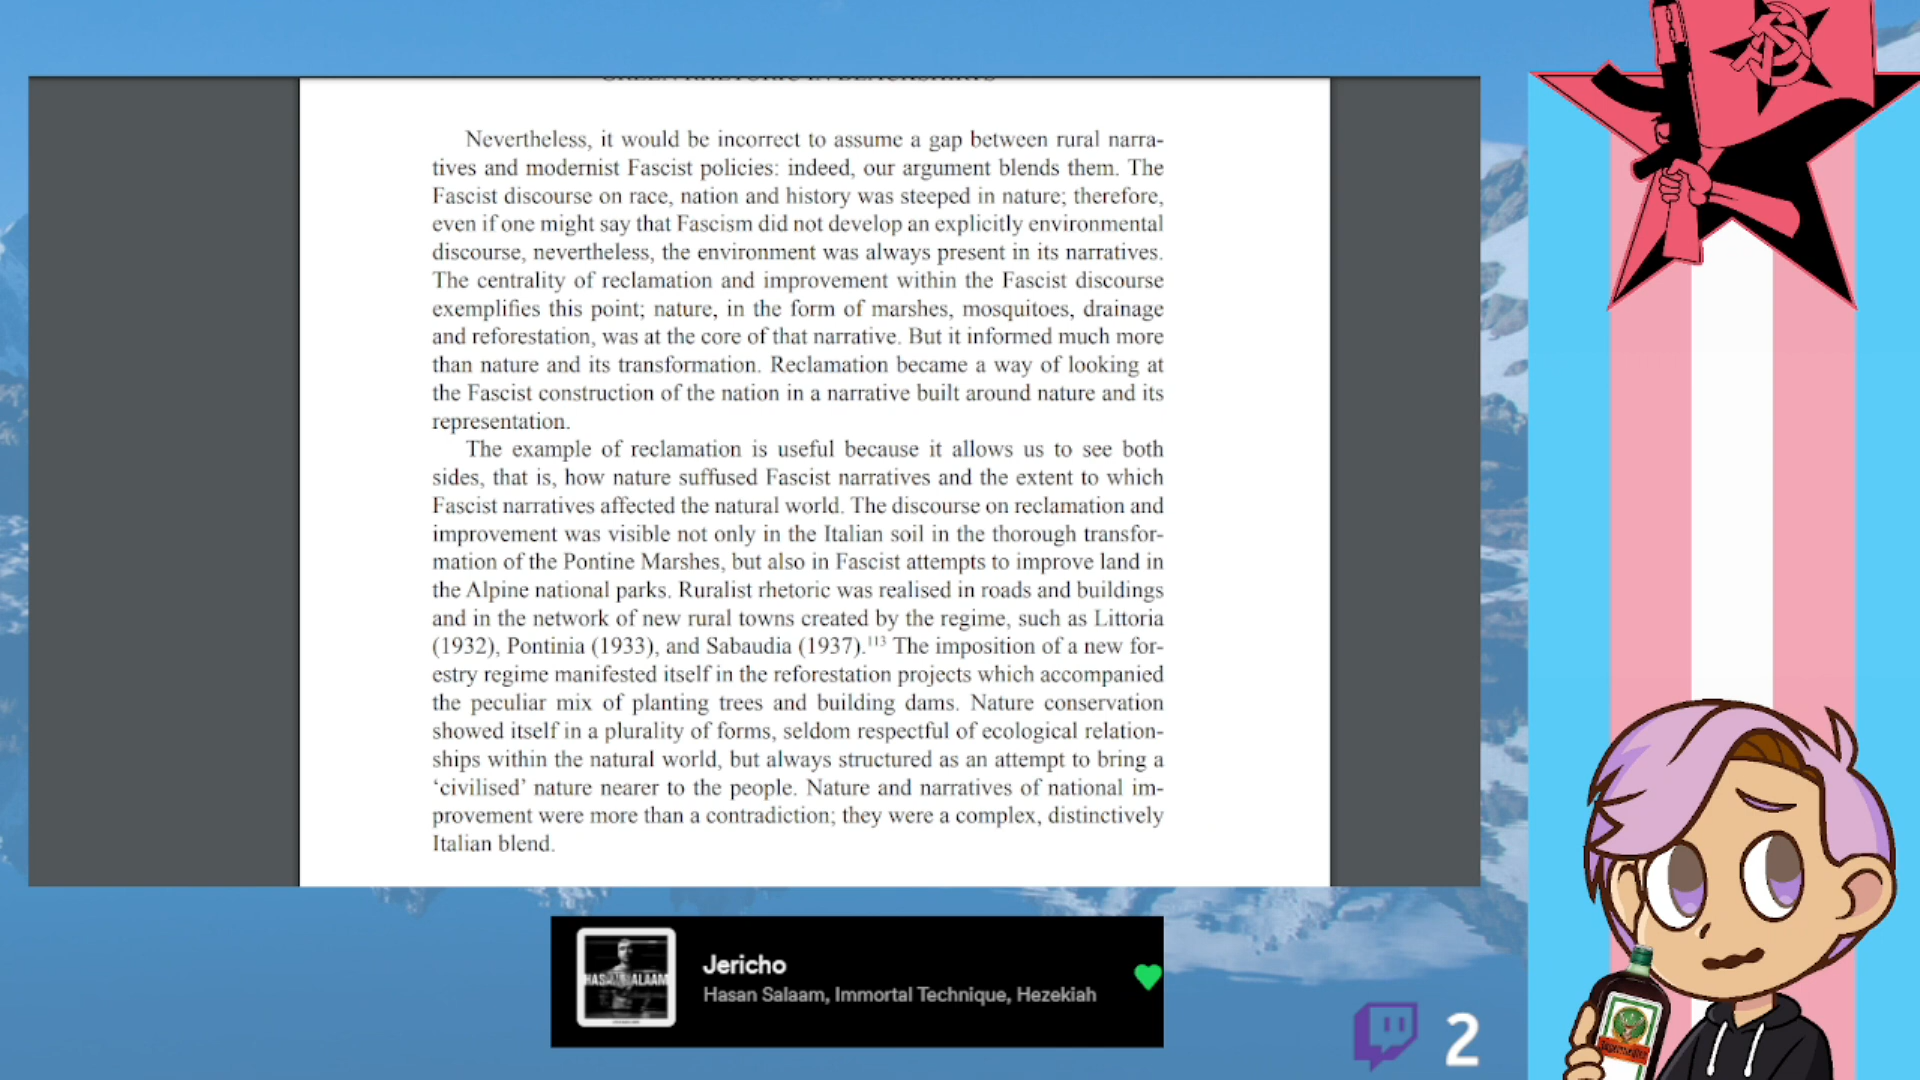 GREEN RHETORIC IN BLACKSHIRTS
Nevertheless, it would be incorrect to assume a gap between rural narra-
tives and modernist Fascist policies: indeed, our argument blends them. The
Fascist discourse on race, nation and history was steeped in nature; therefore,
even if one might say that Fascism did not develop an explicitly environmental
discourse, nevertheless, the environment was always present in its narratives.
The centrality of reclamation and improvement within the Fascist discourse
exemplifies this point; nature, in the form of marshes, mosquitoes, drainage
and reforestation, was at the core of that narrative. But it informed much more
than nature and its transformation. Reclamation became a way of looking at
the Fascist construction of the nation in a narrative built around nature and its
representation.
The example of reclamation is useful because it allows us to see both
sides, that is, how nature suffused Fascist narratives and the extent to which
Fascist narratives affected the natural world. The discourse on reclamation and
improvement was visible not only in the Italian soil in the thorough transfor-
mation of the Pontine Marshes, but also in Fascist attempts to improve land in
the Alpine national parks. Ruralist rhetoric was realised in roads and buildings
and in the network of new rural towns created by the regime, such as Littoria
(1932), Pontinia (1933), and Sabaudia (1937).¹¹³ The imposition of a new for-
estry regime manifested itself in the reforestation projects which accompanied
the peculiar mix of planting trees and building dams. Nature conservation
showed itself in a plurality of forms, seldom respectful of ecological relation-
ships within the natural world, but always structured as an attempt to bring a
‘civilised’ nature nearer to the people. Nature and narratives of national im-
provement were more than a contradiction; they were a complex, distinctively
Italian blend.
HASAN SALAAM
Jericho
Hasan Salaam, Immortal Technique, Hezekiah
2